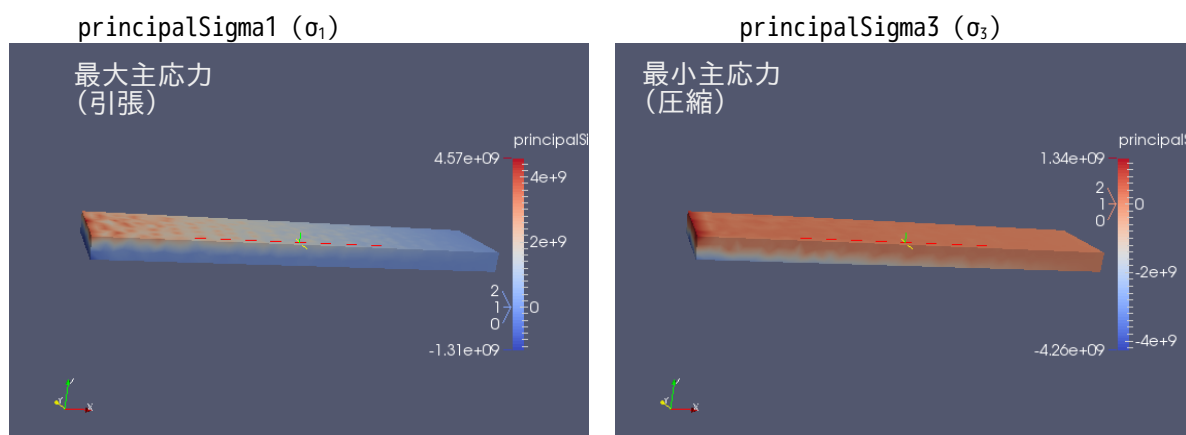 principalSigma1 (σ₁)
最大主応力
(引張)
principalSi
4.57e+09
4e+9
2e+9
0
-1.31e+09
2
1
0
Y
X
principalSigma3 (σ₃)
最小主応力
(圧縮)
principalS
1.34e+09
0
-2e+9
-4e+9
-4.26e+09
2
1
0
Y
X